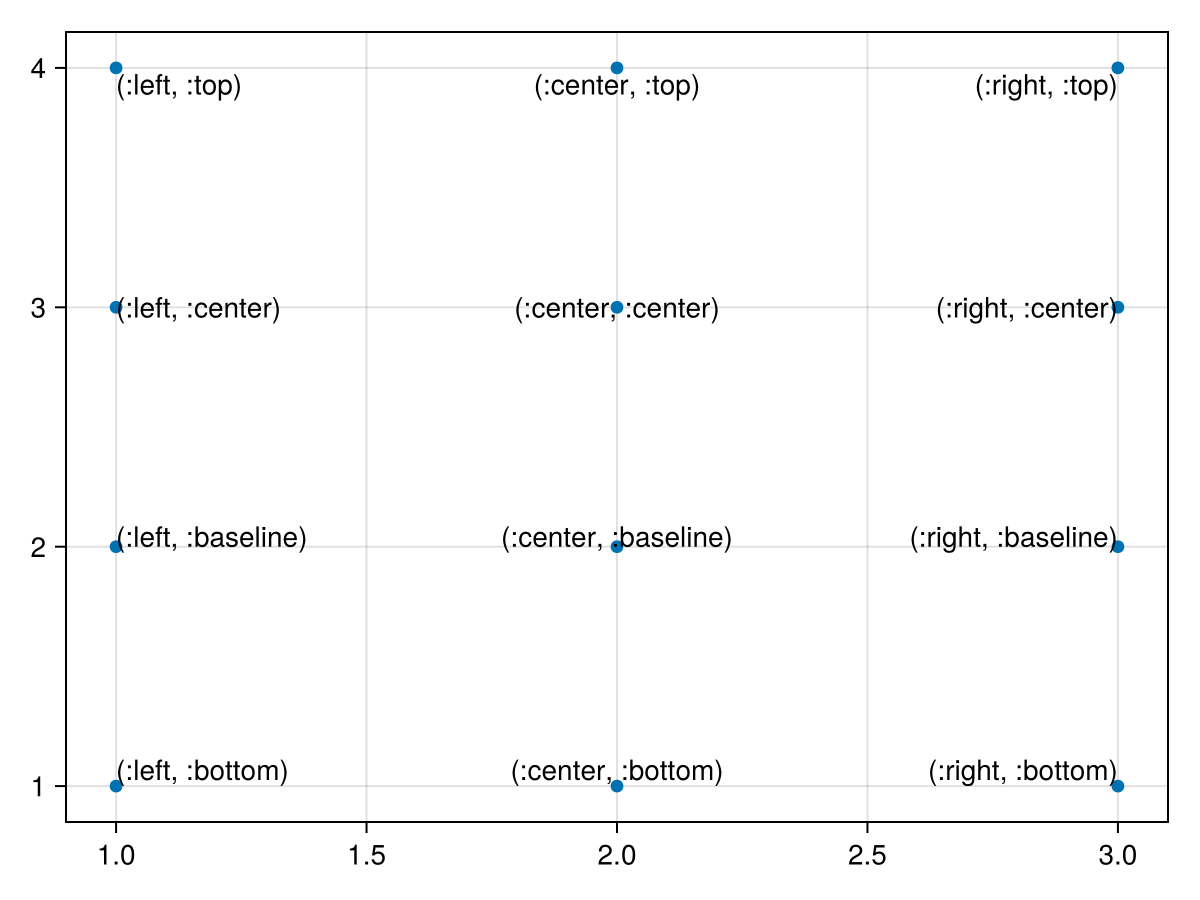 4
(:left, :top) (:center, :top) (:right, :top)
3
(:left, :center) (:center, :center) (:right, :center)
2
(:left, :baseline) (:center, :baseline) (:right, :baseline)
1
(:left, :bottom) (:center, :bottom) (:right, :bottom)
1.0 1.5 2.0 2.5 3.0